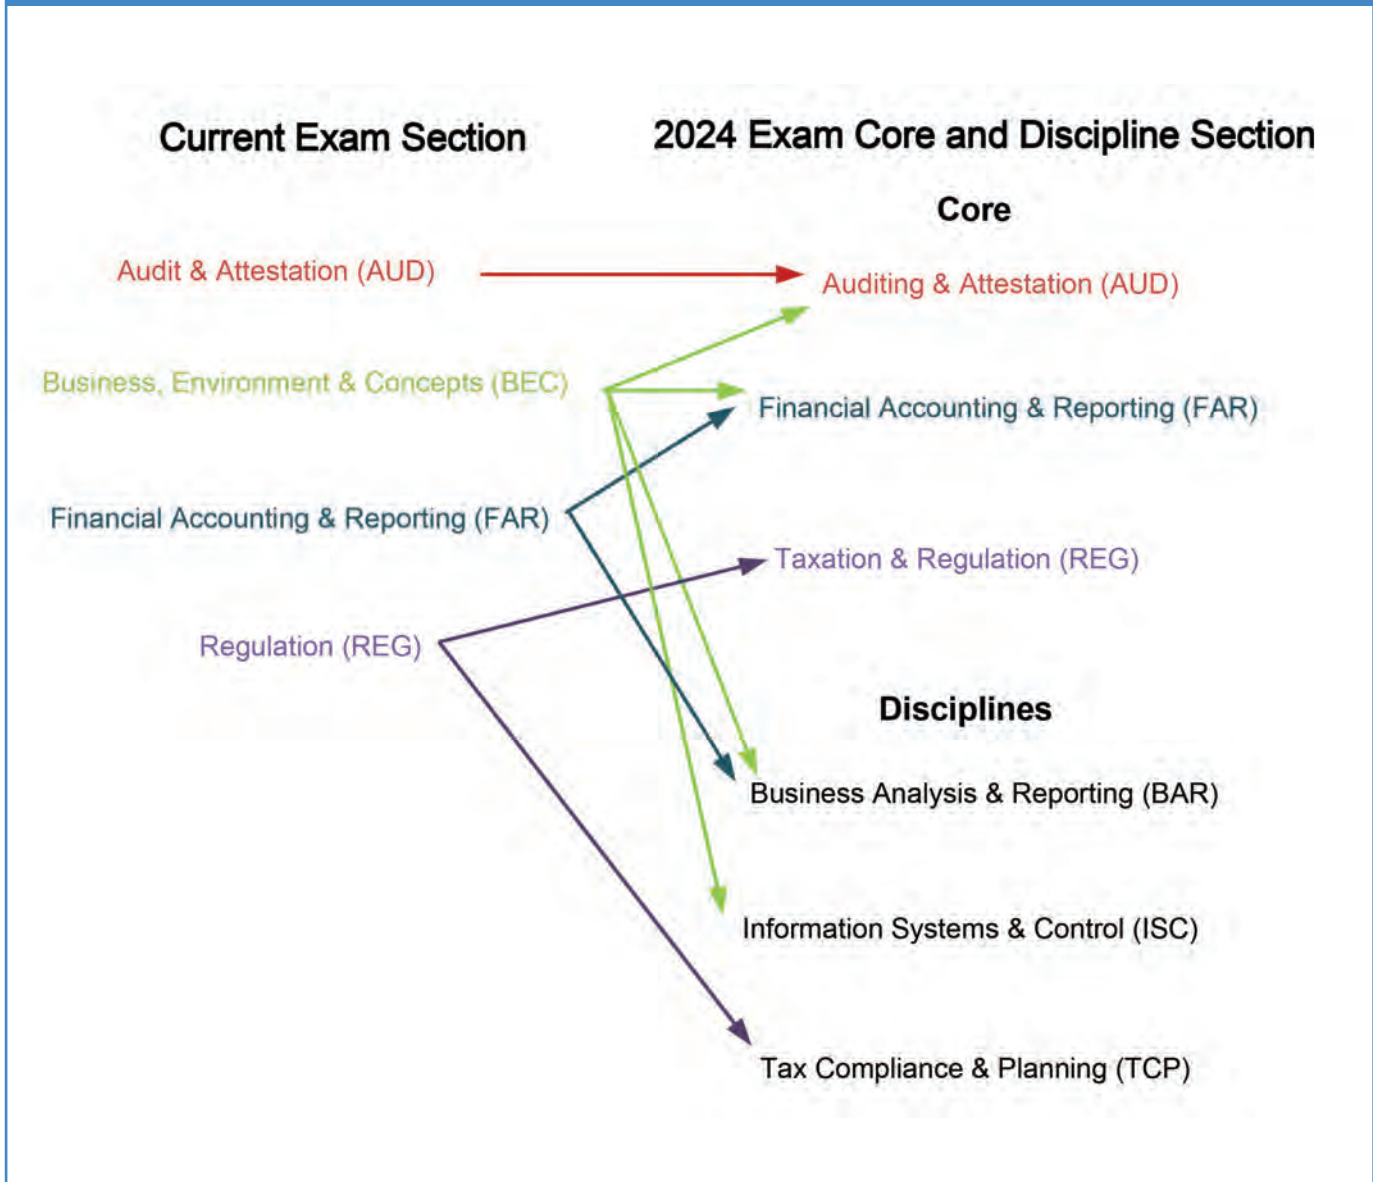 Current Exam Section
2024 Exam Core and Discipline Section
Core
Audit & Attestation (AUD)
Auditing & Attestation (AUD)
Business, Environment & Concepts (BEC)
Financial Accounting & Reporting (FAR)
Financial Accounting & Reporting (FAR)
Taxation & Regulation (REG)
Regulation (REG)
Disciplines
Business Analysis & Reporting (BAR)
Information Systems & Control (ISC)
Tax Compliance & Planning (TCP)